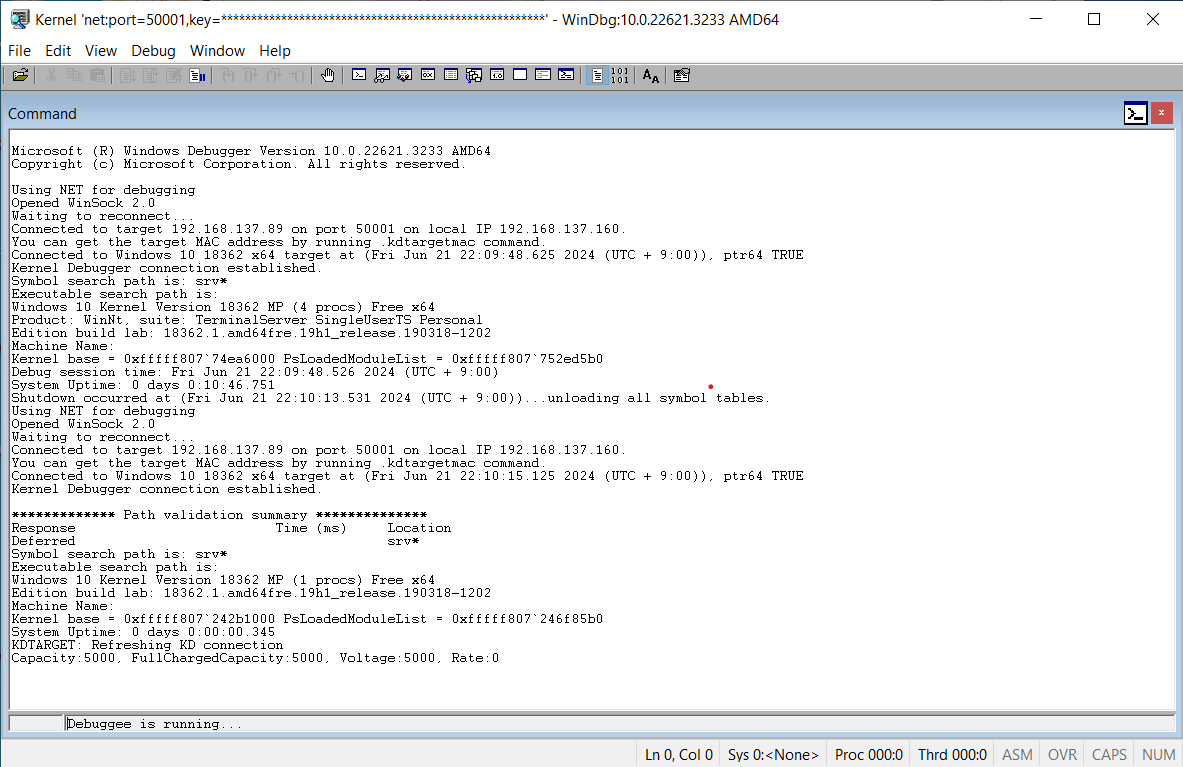 Kernel 'net:port=50001,key=******************************************************' - WinDbg:10.0.22621.3233 AMD64
File Edit View Debug Window Help
Command
Microsoft (R) Windows Debugger Version 10.0.22621.3233 AMD64
Copyright (c) Microsoft Corporation. All rights reserved.
Using NET for debugging
Opened WinSock 2.0
Waiting to reconnect...
Connected to target 192.168.137.89 on port 50001 on local IP 192.168.137.160.
You can get the target MAC address by running .kdtargetmac command.
Connected to Windows 10 18362 x64 target at (Fri Jun 21 22:09:48.625 2024 (UTC + 9:00)), ptr64 TRUE
Kernel Debugger connection established.
Symbol search path is: srv*
Executable search path is:
Windows 10 Kernel Version 18362 MP (4 procs) Free x64
Product: WinNt, suite: TerminalServer SingleUserTS Personal
Edition build lab: 18362.1.amd64fre.19h1_release.190318-1202
Machine Name:
Kernel base = 0xfffff807`74ea6000 PsLoadedModuleList = 0xfffff807`752ed5b0
Debug session time: Fri Jun 21 22:09:48.526 2024 (UTC + 9:00)
System Uptime: 0 days 0:10:46.751
Shutdown occurred at (Fri Jun 21 22:10:13.531 2024 (UTC + 9:00))...unloading all symbol tables.
Using NET for debugging
Opened WinSock 2.0
Waiting to reconnect...
Connected to target 192.168.137.89 on port 50001 on local IP 192.168.137.160.
You can get the target MAC address by running .kdtargetmac command.
Connected to Windows 10 18362 x64 target at (Fri Jun 21 22:10:15.125 2024 (UTC + 9:00)), ptr64 TRUE
Kernel Debugger connection established.
************* Path validation summary **************
Response Time (ms) Location
Deferred srv*
Symbol search path is: srv*
Executable search path is:
Windows 10 Kernel Version 18362 MP (1 procs) Free x64
Edition build lab: 18362.1.amd64fre.19h1_release.190318-1202
Machine Name:
Kernel base = 0xfffff807`242b1000 PsLoadedModuleList = 0xfffff807`246f85b0
System Uptime: 0 days 0:00:00.345
KDTARGET: Refreshing KD connection
Capacity:5000, FullChargedCapacity:5000, Voltage:5000, Rate:0
Debuggee is running...
Ln 0, Col 0 Sys 0:<None> Proc 000:0 Thrd 000:0 ASM OVR CAPS NUM